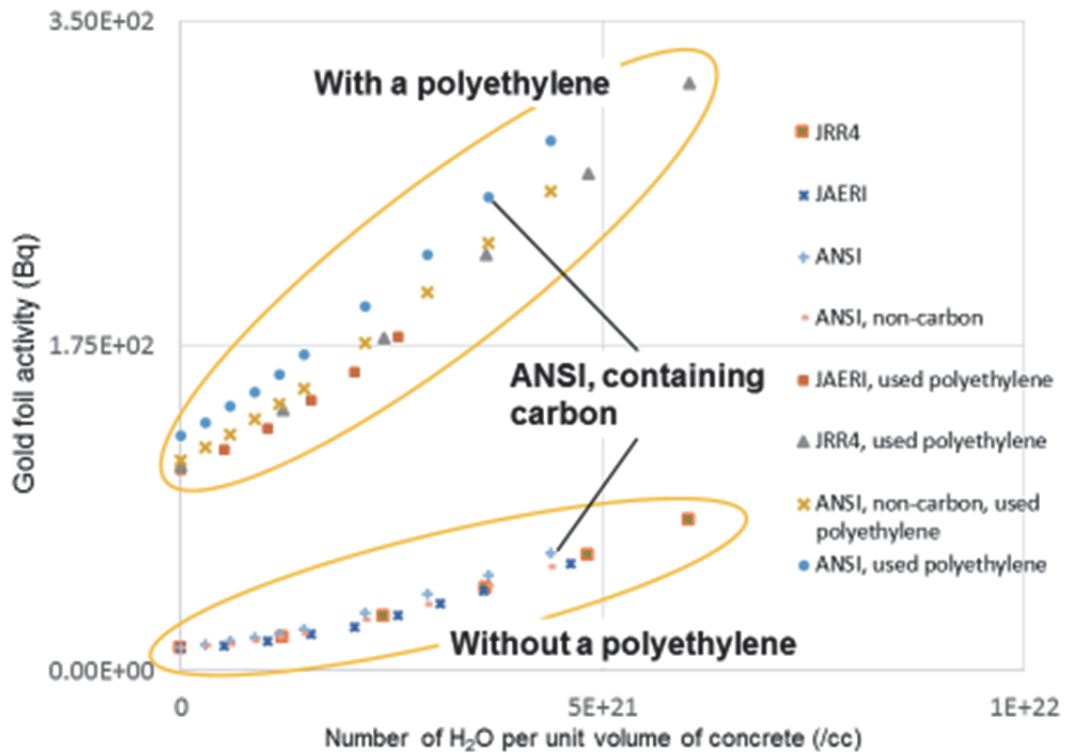 3.50E+02
With a polyethylene
JRR4
JAERI
ANSI
ANSI, non-carbon
1.75E+02
ANSI, containing
carbon
JAERI, used polyethylene
JRR4, used polyethylene
ANSI, non-carbon, used
polyethylene
ANSI, used polyethylene
Without a polyethylene
0.00E+00
0
5E+21
1E+22
Number of H₂O per unit volume of concrete (/cc)
Gold foil activity (Bq)